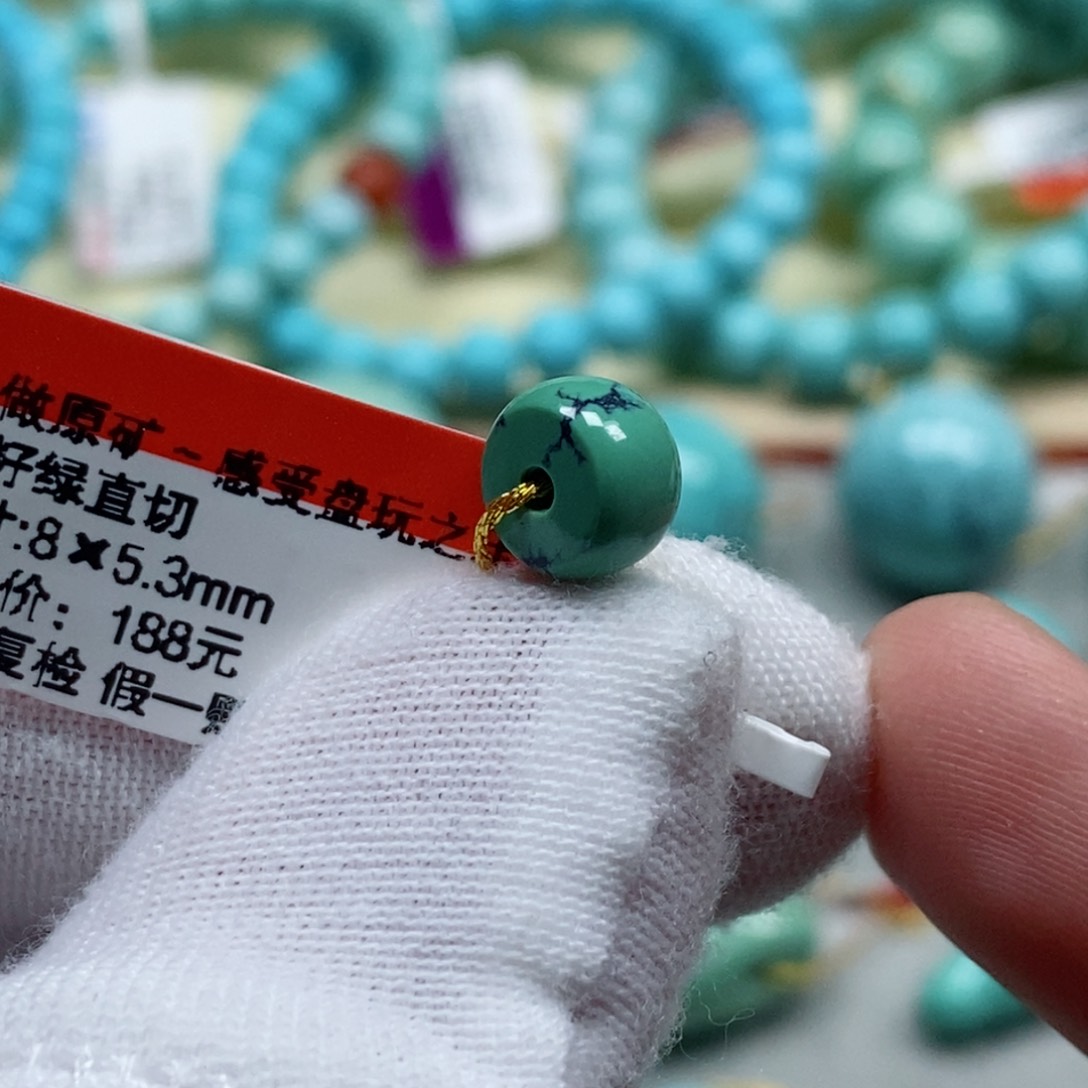 做原矿~感受盘玩之
好绿直切
:8×5.3mm
价：188元
复检 假一